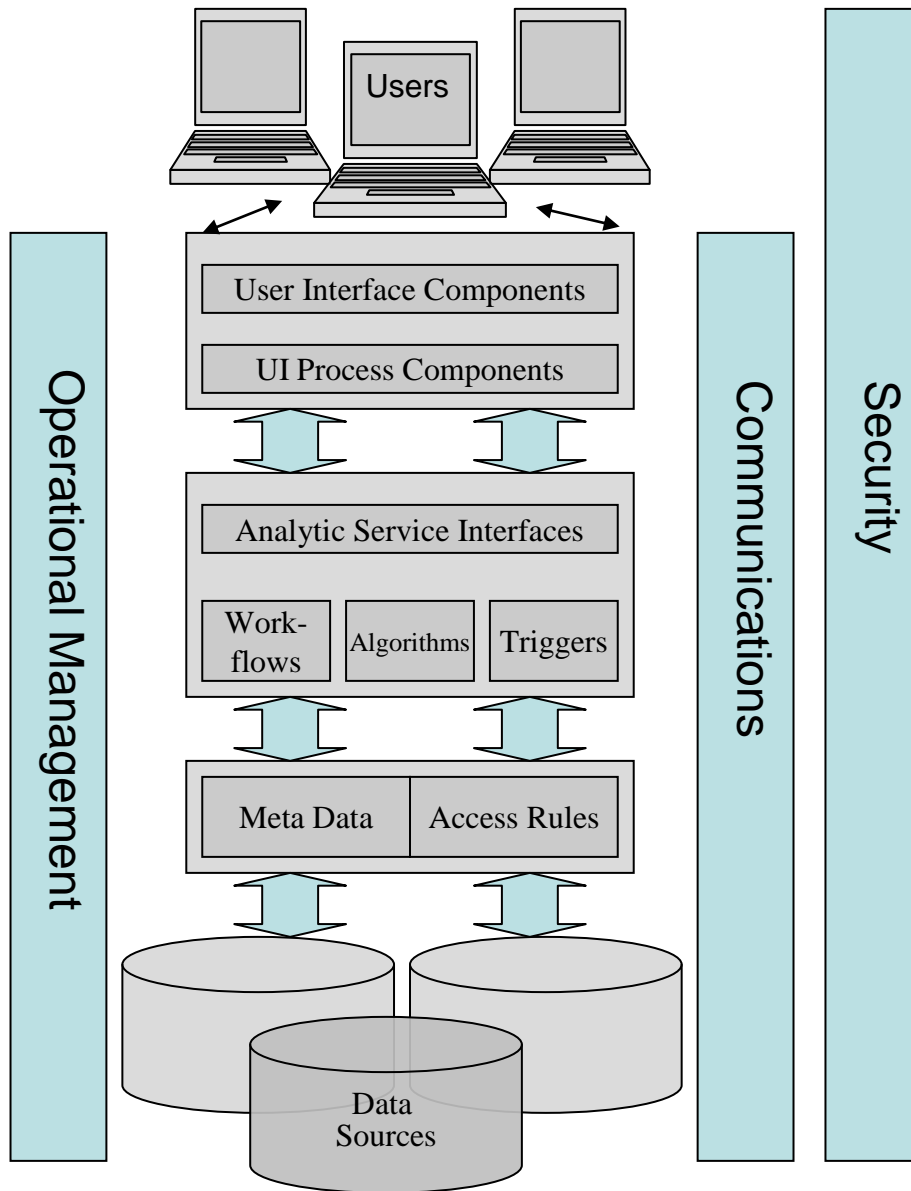 Users
User Interface Components
UI Process Components
Analytic Service Interfaces
Work-
flows
Algorithms
Triggers
Meta Data
Access Rules
Data
Sources
Operational Management
Communications
Security